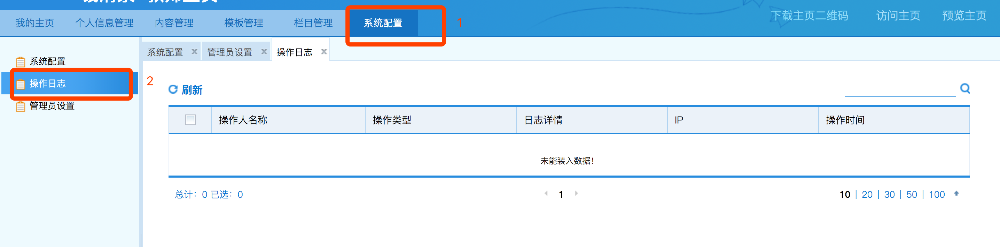 教师主页
我的主页 个人信息管理 内容管理 模板管理 栏目管理 系统配置 1 下载主页二维码 访问主页 预览主页
系统配置 管理员设置 操作日志
系统配置
操作日志
管理员设置
2
刷新
操作人名称 操作类型 日志详情 IP 操作时间
未能装入数据!
总计: 0 已选: 0 1 10 | 20 | 30 | 50 | 100